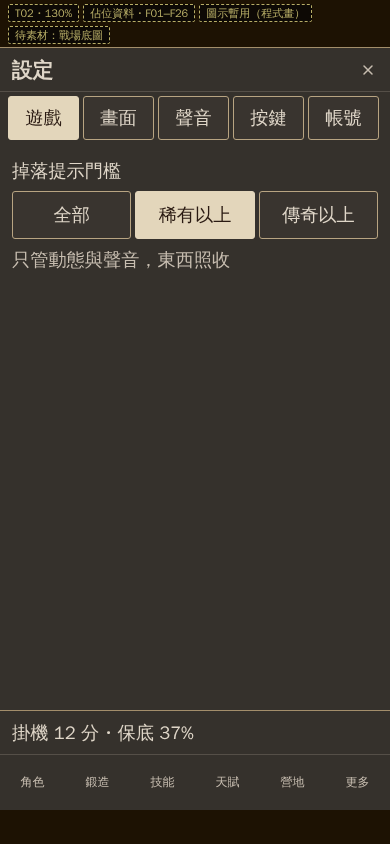 T02・130%
佔位資料・F01—F26
圖示暫用（程式畫）
待素材：戰場底圖
設定
×
遊戲
畫面
聲音
按鍵
帳號
掉落提示門檻
全部
稀有以上
傳奇以上
只管動態與聲音，東西照收
掛機 12 分・保底 37%
角色
鍛造
技能
天賦
營地
更多